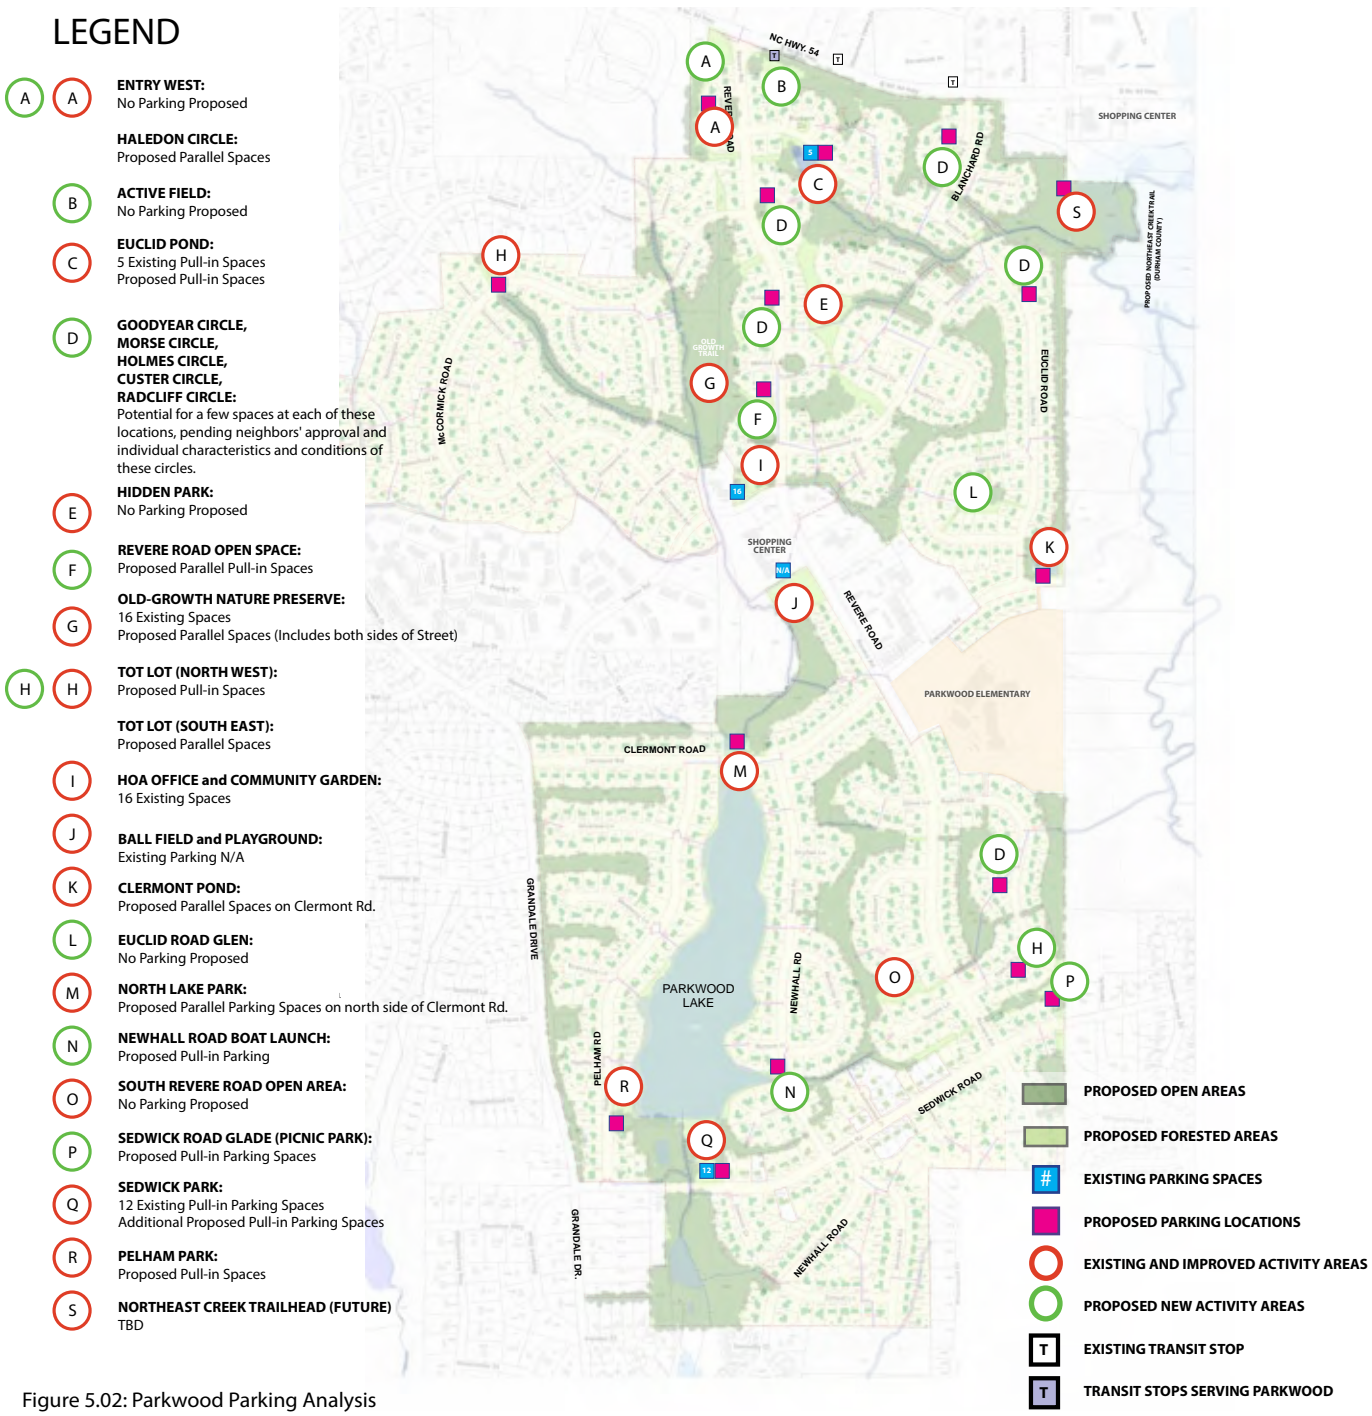 LEGEND
A
A
ENTRY WEST:
No Parking Proposed
HALEDON CIRCLE:
Proposed Parallel Spaces
B
ACTIVE FIELD:
No Parking Proposed
C
EUCLID POND:
5 Existing Pull-in Spaces
Proposed Pull-in Spaces
D
GOODYEAR CIRCLE,
MORSE CIRCLE,
HOLMES CIRCLE,
CUSTER CIRCLE,
RADCLIFF CIRCLE:
Potential for a few spaces at each of these
locations, pending neighbors' approval and
individual characteristics and conditions of
these circles.
E
HIDDEN PARK:
No Parking Proposed
F
REVERE ROAD OPEN SPACE:
Proposed Parallel Pull-in Spaces
G
OLD-GROWTH NATURE PRESERVE:
16 Existing Spaces
Proposed Parallel Spaces (Includes both sides of Street)
H
H
TOT LOT (NORTH WEST):
Proposed Pull-in Spaces
TOT LOT (SOUTH EAST):
Proposed Parallel Spaces
I
HOA OFFICE and COMMUNITY GARDEN:
16 Existing Spaces
J
BALL FIELD and PLAYGROUND:
Existing Parking N/A
K
CLERMONT POND:
Proposed Parallel Spaces on Clermont Rd.
L
EUCLID ROAD GLEN:
No Parking Proposed
M
NORTH LAKE PARK:
Proposed Parallel Parking Spaces on north side of Clermont Rd.
N
NEWHALL ROAD BOAT LAUNCH:
Proposed Pull-in Parking
O
SOUTH REVERE ROAD OPEN AREA:
No Parking Proposed
P
SEDWICK ROAD GLADE (PICNIC PARK):
Proposed Pull-in Parking Spaces
Q
SEDWICK PARK:
12 Existing Pull-in Parking Spaces
Additional Proposed Pull-in Parking Spaces
R
PELHAM PARK:
Proposed Pull-in Spaces
S
NORTHEAST CREEK TRAILHEAD (FUTURE)
TBD
Figure 5.02: Parkwood Parking Analysis
NC HWY. 54
T
T
T
A
B
A
SHOPPING CENTER
5
C
D
BLANCHARD RD
D
S
PROPOSED NORTHEAST CREEK TRAIL
(DURHAM COUNTY)
H
D
E
D
OLD
GROWTH
TRAIL
McCORMICK ROAD
G
EUCLID ROAD
F
I
16
L
SHOPPING
CENTER
N/A
K
J
REVERE ROAD
PARKWOOD ELEMENTARY
CLERMONT ROAD
M
D
GRANDALE DRIVE
H
O
P
PARKWOOD
LAKE
NEWHALL RD
PELHAM RD
R
N
SEDWICK ROAD
Q
12
GRANDALE DR.
NEWHALL ROAD
PROPOSED OPEN AREAS
PROPOSED FORESTED AREAS
#
EXISTING PARKING SPACES
PROPOSED PARKING LOCATIONS
EXISTING AND IMPROVED ACTIVITY AREAS
PROPOSED NEW ACTIVITY AREAS
T
EXISTING TRANSIT STOP
T
TRANSIT STOPS SERVING PARKWOOD